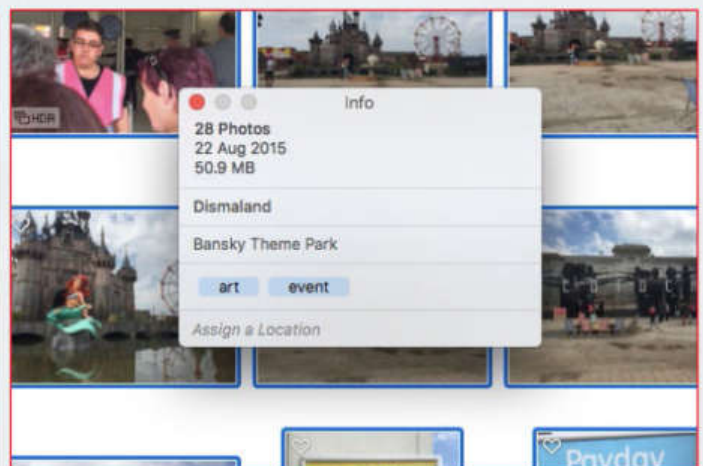 HDR
Info
28 Photos
22 Aug 2015
50.9 MB
Dismaland
Bansky Theme Park
art event
Assign a Location
Payday